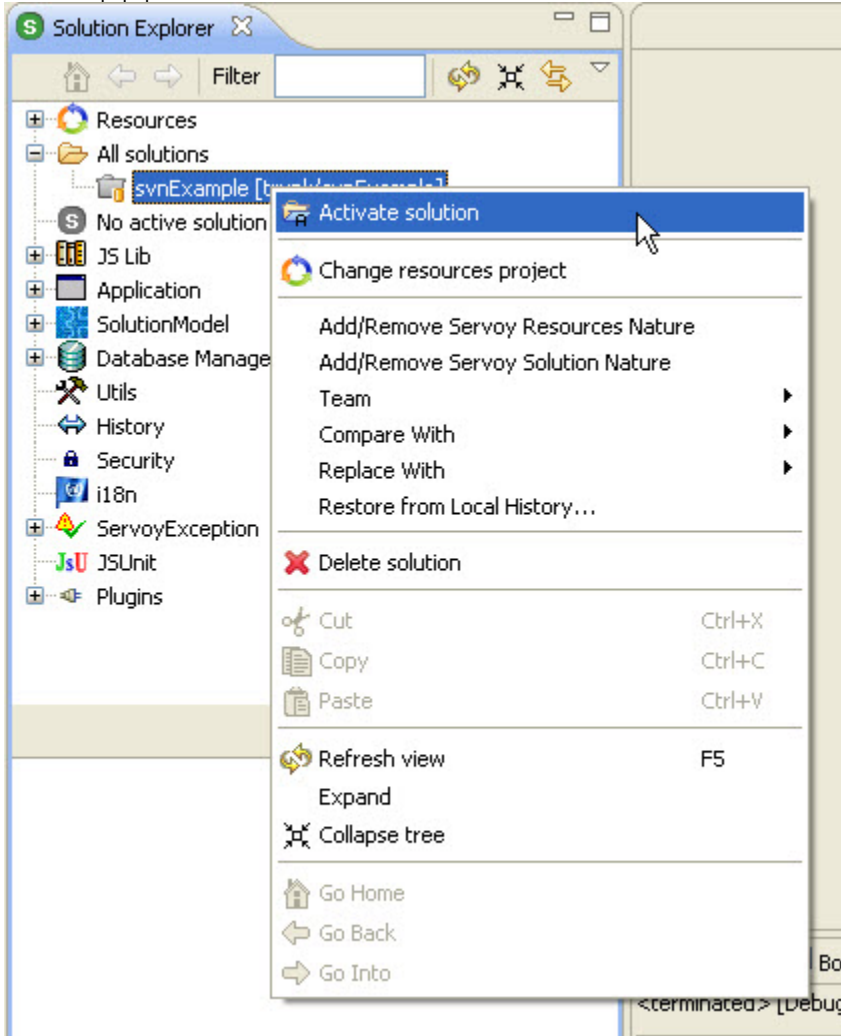 Solution Explorer
Filter
Resources
All solutions
svnExample [trunk/svnExample]
No active solution
JS Lib
Application
SolutionModel
Database Manage
Utils
History
Security
i18n
ServoyException
JSUnit
Plugins
Activate solution
Change resources project
Add/Remove Servoy Resources Nature
Add/Remove Servoy Solution Nature
Team
Compare With
Replace With
Restore from Local History...
Delete solution
Cut Ctrl+X
Copy Ctrl+C
Paste Ctrl+V
Refresh view F5
Expand
Collapse tree
Go Home
Go Back
Go Into
Bo
<terminated> [Debug